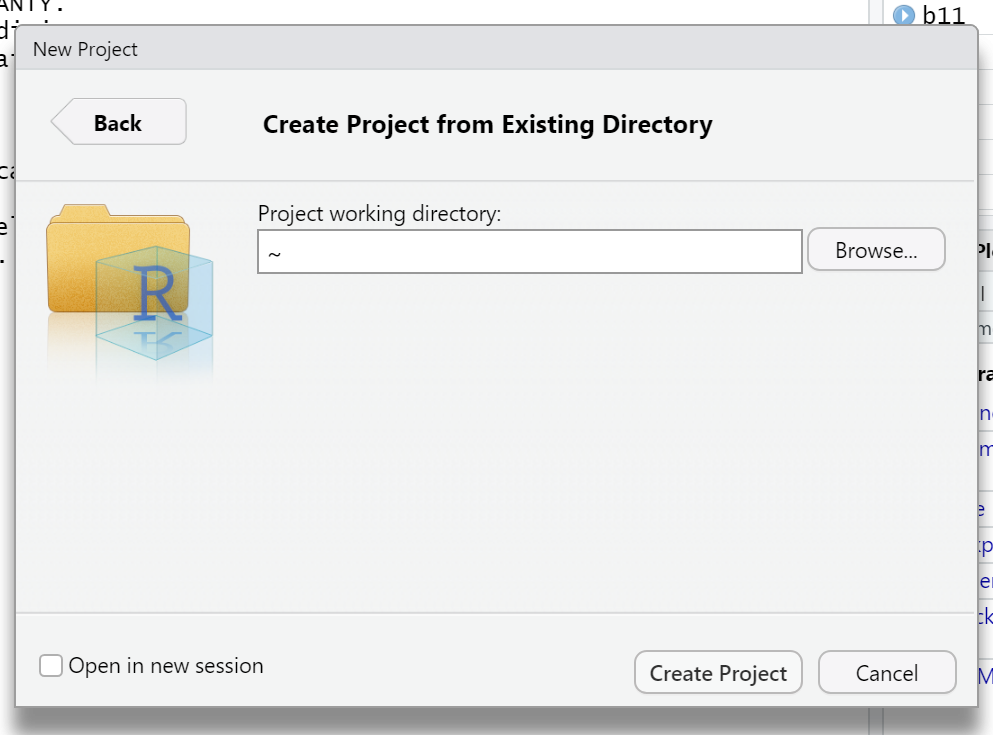 ANTY.
b11
New Project
Back
Create Project from Existing Directory
Project working directory:
~
Browse...
R
Open in new session
Create Project
Cancel